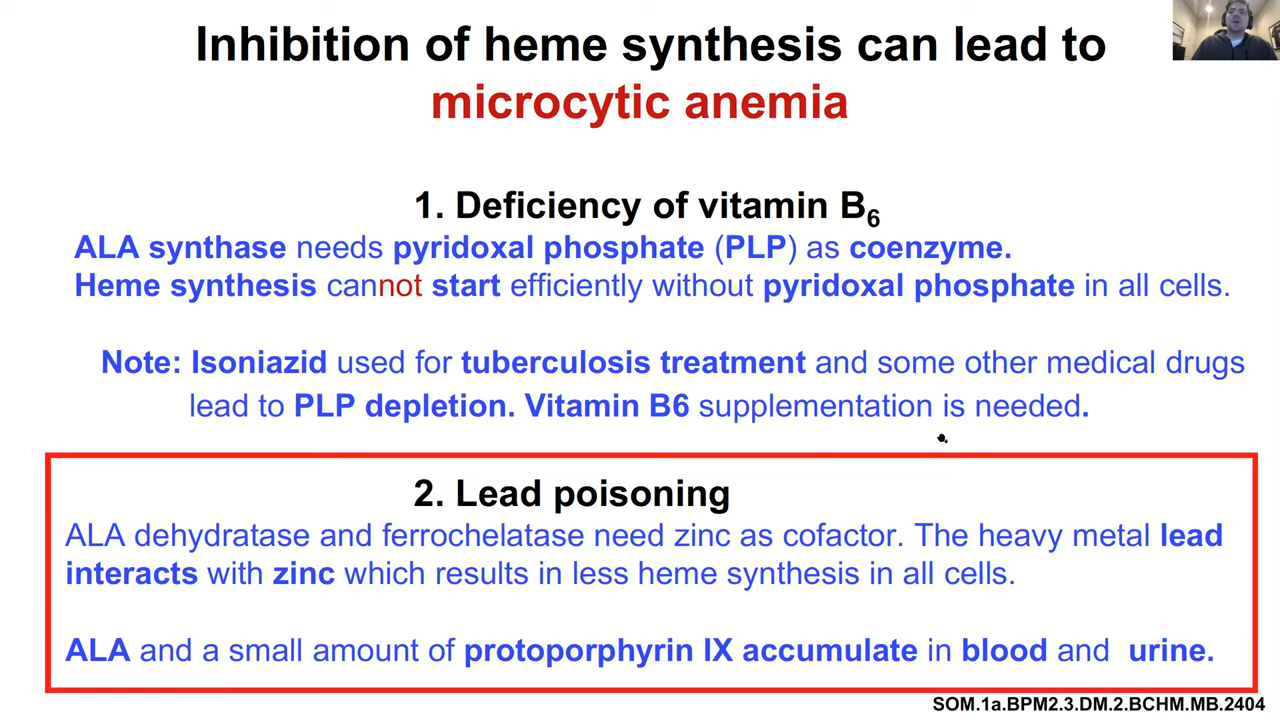 Inhibition of heme synthesis can lead to
microcytic anemia
1. Deficiency of vitamin B6
ALA synthase needs pyridoxal phosphate (PLP) as coenzyme.
Heme synthesis cannot start efficiently without pyridoxal phosphate in all cells.
Note: Isoniazid used for tuberculosis treatment and some other medical drugs
lead to PLP depletion. Vitamin B6 supplementation is needed.
2. Lead poisoning
ALA dehydratase and ferrochelatase need zinc as cofactor. The heavy metal lead
interacts with zinc which results in less heme synthesis in all cells.
ALA and a small amount of protoporphyrin IX accumulate in blood and urine.
SOM.1a.BPM2.3.DM.2.BCHM.MB.2404